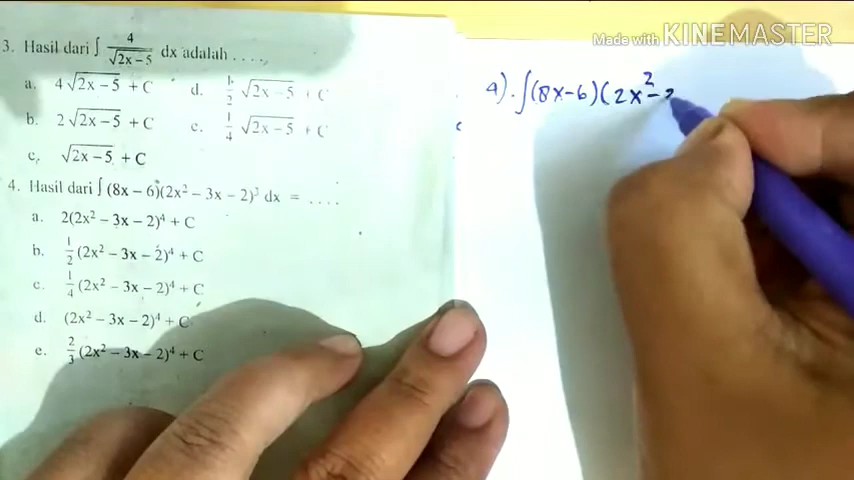 Made with KINEMASTER
3. Hasil dari ∫ 4/√(2x – 5) dx adalah . . . .
a. 4√(2x – 5) + C d. 1/2 √(2x – 5) + C
b. 2√(2x – 5) + C e. 1/4 √(2x – 5) + C
c. √(2x – 5) + C
4. Hasil dari ∫ (8x – 6)(2x² – 3x – 2)³ dx = . . . .
a. 2(2x² – 3x – 2)⁴ + C
b. 1/2 (2x² – 3x – 2)⁴ + C
c. 1/4 (2x² – 3x – 2)⁴ + C
d. (2x² – 3x – 2)⁴ + C
e. 2/3 (2x² – 3x – 2)⁴ + C
4). ∫(8x-6)(2x²-